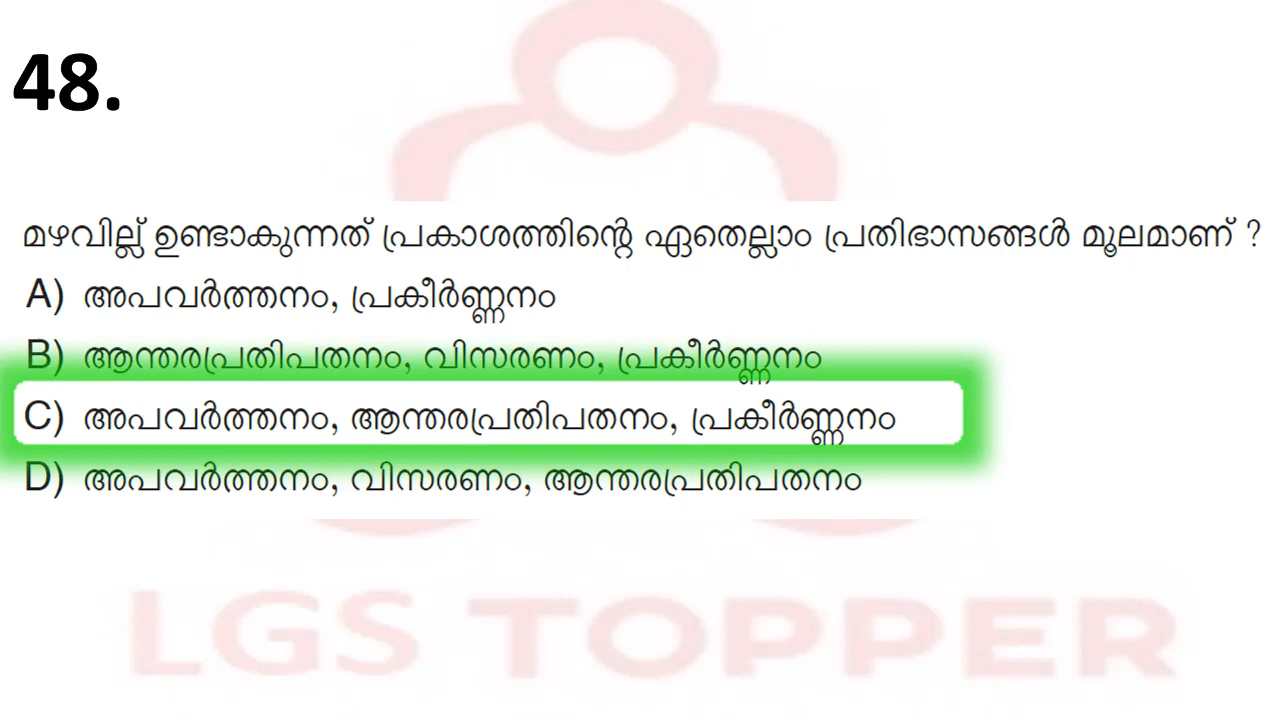 48.
മഴവില്ല് ഉണ്ടാകുന്നത് പ്രകാശത്തിന്റെ ഏതെല്ലാം പ്രതിഭാസങ്ങൾ മൂലമാണ് ?
A) അപവർത്തനം, പ്രകീർണ്ണനം
B) ആന്തരപ്രതിപതനം, വിസരണം, പ്രകീർണ്ണനം
C) അപവർത്തനം, ആന്തരപ്രതിപതനം, പ്രകീർണ്ണനം
D) അപവർത്തനം, വിസരണം, ആന്തരപ്രതിപതനം
LGS TOPPER